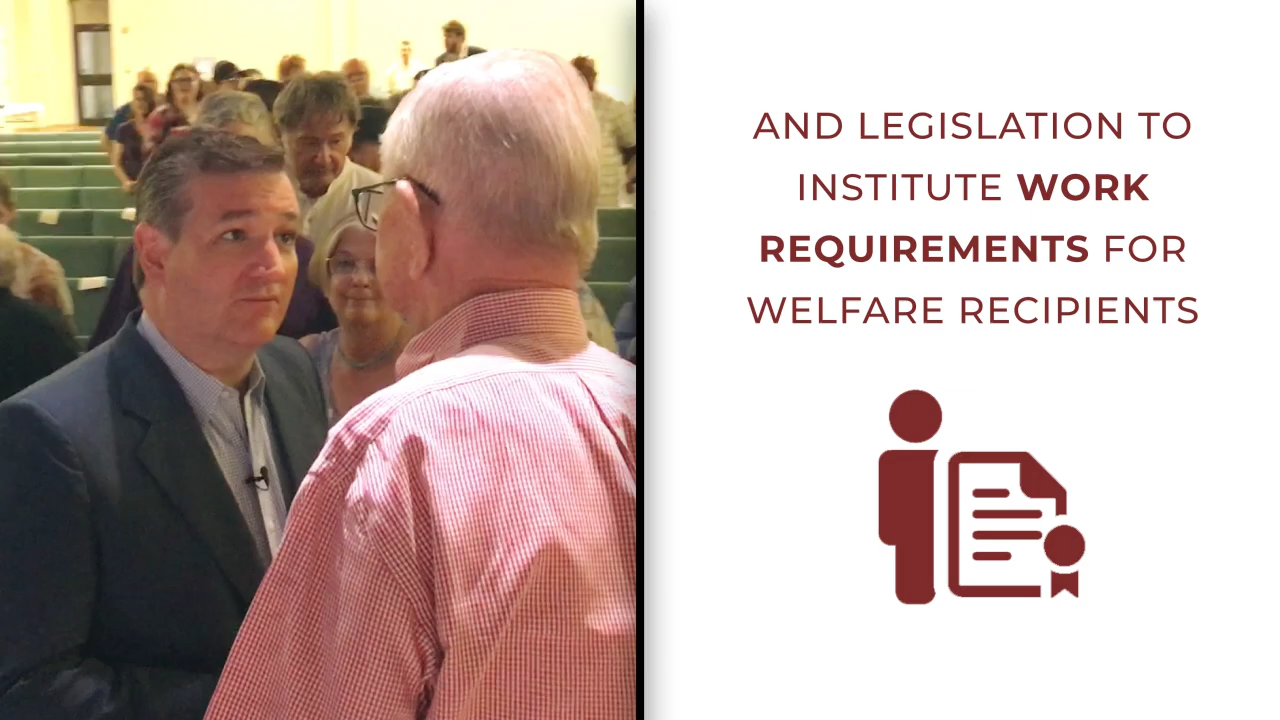 AND LEGISLATION TO
INSTITUTE WORK
REQUIREMENTS FOR
WELFARE RECIPIENTS